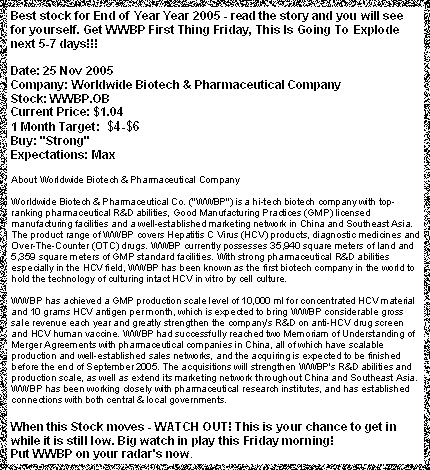 Best stock for End of Year Year 2005 - read the story and you will see
for yourself. Get WWBP First Thing Friday, This Is Going To Explode
next 5-7 days!!!
Date: 25 Nov 2005
Company: Worldwide Biotech & Pharmaceutical Company
Stock: WWBP.OB
Current Price: $1.04
1 Month Target: $4-$6
Buy: "Strong"
Expectations: Max
About Worldwide Biotech & Pharmaceutical Company
Worldwide Biotech & Pharmaceutical Co. ("WWBP") is a hi-tech biotech company with top-
ranking pharmaceutical R&D abilities, Good Manufacturing Practices (GMP) licensed
manufacturing facilities and a well-established marketing network in China and Southeast Asia.
The product range of WWBP covers Hepatitis C Virus (HCV) products, diagnostic medicines and
Over-The-Counter (OTC) drugs. WWBP currently possesses 35,940 square meters of land and
5,359 square meters of GMP standard facilities. With strong pharmaceutical R&D abilities
especially in the HCV field, WWBP has been known as the first biotech company in the world to
hold the technology of culturing intact HCV in vitro by cell culture.
WWBP has achieved a GMP production scale level of 10,000 ml for concentrated HCV material
and 10 grams HCV antigen per month, which is expected to bring WWBP considerable gross
sale revenue each year and greatly strengthen the company's R&D on anti-HCV drug screen
and HCV human vaccine. WWBP had successfully reached two Memoriam of Understanding of
Merger Agreements with pharmaceutical companies in China, all of which have scalable
production and well-established sales networks, and the acquiring is expected to be finished
before the end of September 2005. The acquisitions will strengthen WWBP's R&D abilities and
production scale, as well as extend its marketing network throughout China and Southeast Asia.
WWBP has been working closely with pharmaceutical research institutes, and has established
connections with both central & local governments.
When this Stock moves - WATCH OUT! This is your chance to get in
while it is still low. Big watch in play this Friday morning!
Put WWBP on your radar's now.